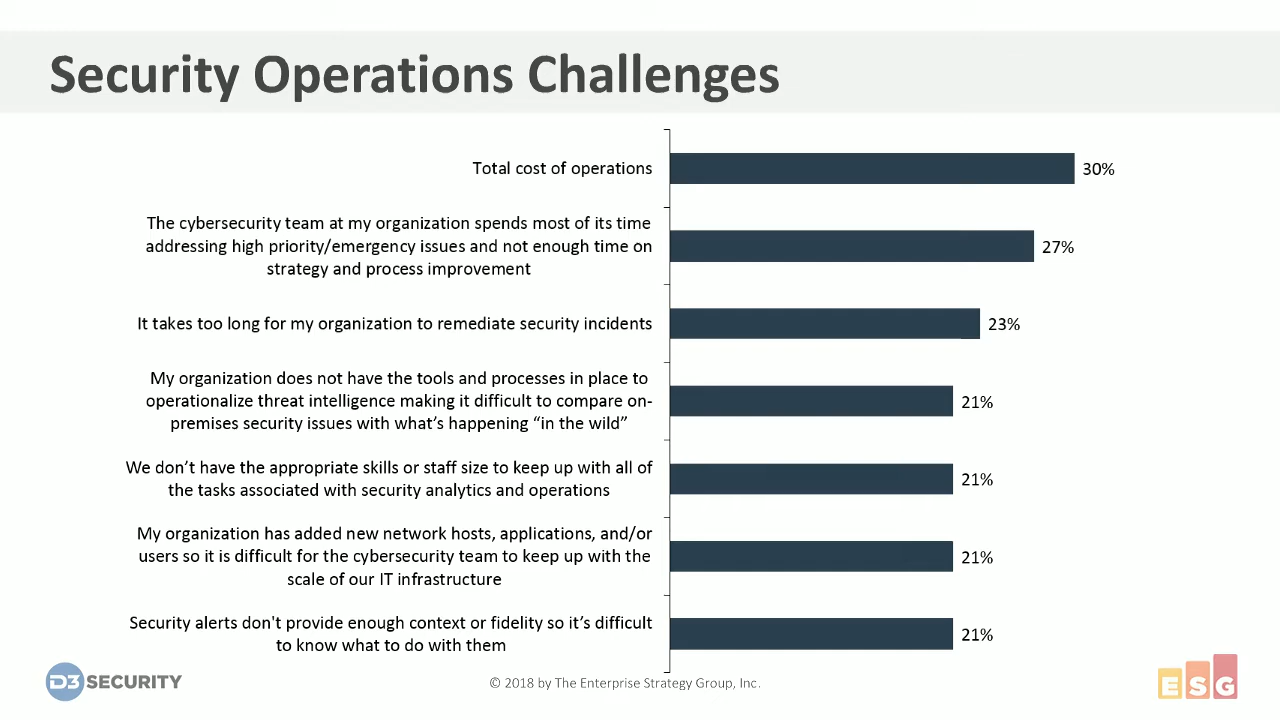 Security Operations Challenges
Total cost of operations
30%
The cybersecurity team at my organization spends most of its time
addressing high priority/emergency issues and not enough time on
strategy and process improvement
27%
It takes too long for my organization to remediate security incidents
23%
My organization does not have the tools and processes in place to
operationalize threat intelligence making it difficult to compare on-
premises security issues with what’s happening “in the wild”
21%
We don’t have the appropriate skills or staff size to keep up with all of
the tasks associated with security analytics and operations
21%
My organization has added new network hosts, applications, and/or
users so it is difficult for the cybersecurity team to keep up with the
scale of our IT infrastructure
21%
Security alerts don't provide enough context or fidelity so it’s difficult
to know what to do with them
21%
D3 SECURITY
© 2018 by The Enterprise Strategy Group, Inc.
ESG